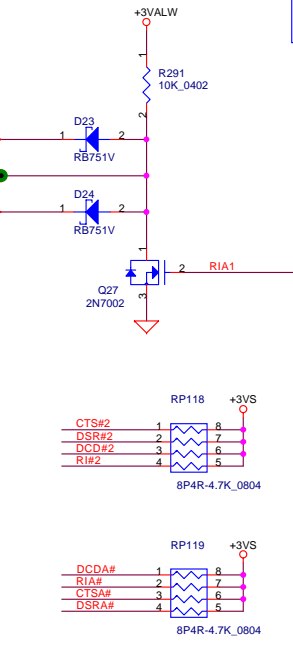 +3VALW
1
R291
10K_0402
2
D23
1 2
RB751V
D24
1 2
RB751V
1
2 RIA1
Q27
2N7002
3
RP118 +3VS
CTS#2 1 8
DSR#2 2 7
DCD#2 3 6
RI#2 4 5
8P4R-4.7K_0804
RP119 +3VS
DCDA# 1 8
RIA# 2 7
CTSA# 3 6
DSRA# 4 5
8P4R-4.7K_0804